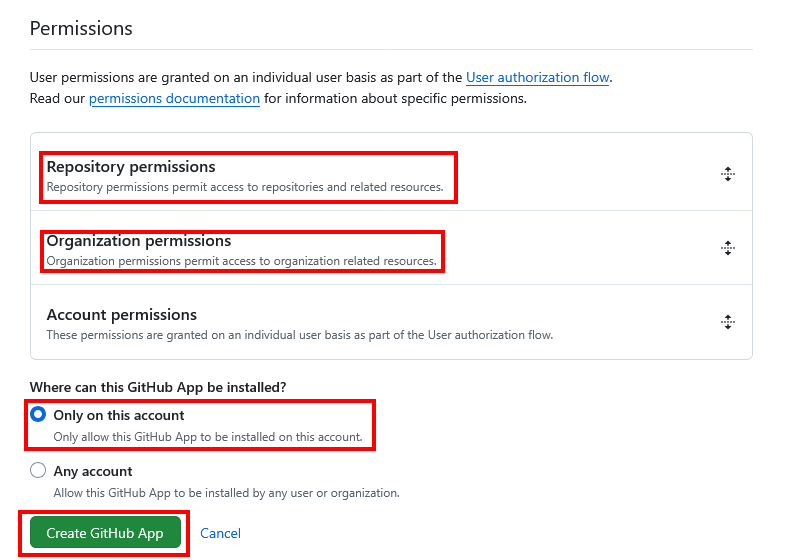 Permissions
User permissions are granted on an individual user basis as part of the User authorization flow.
Read our permissions documentation for information about specific permissions.
Repository permissions
Repository permissions permit access to repositories and related resources.
Organization permissions
Organization permissions permit access to organization related resources.
Account permissions
These permissions are granted on an individual user basis as part of the User authorization flow.
Where can this GitHub App be installed?
Only on this account
Only allow this GitHub App to be installed on this account.
Any account
Allow this GitHub App to be installed by any user or organization.
Create GitHub App Cancel